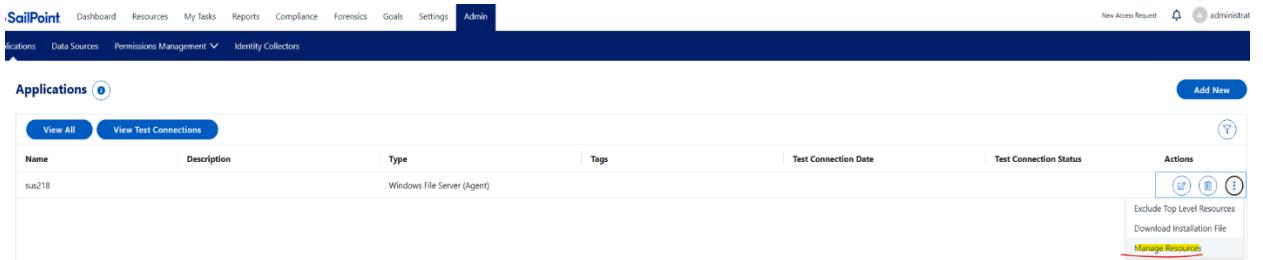 SailPoint Dashboard Resources My Tasks Reports Compliance Forensics Goals Settings Admin New Access Request administrat
lications Data Sources Permissions Management Identity Collectors
Applications
Add New
View All View Test Connections
Name Description Type Tags Test Connection Date Test Connection Status Actions
sus218 Windows File Server (Agent)
Exclude Top Level Resources
Download Installation File
Manage Resources